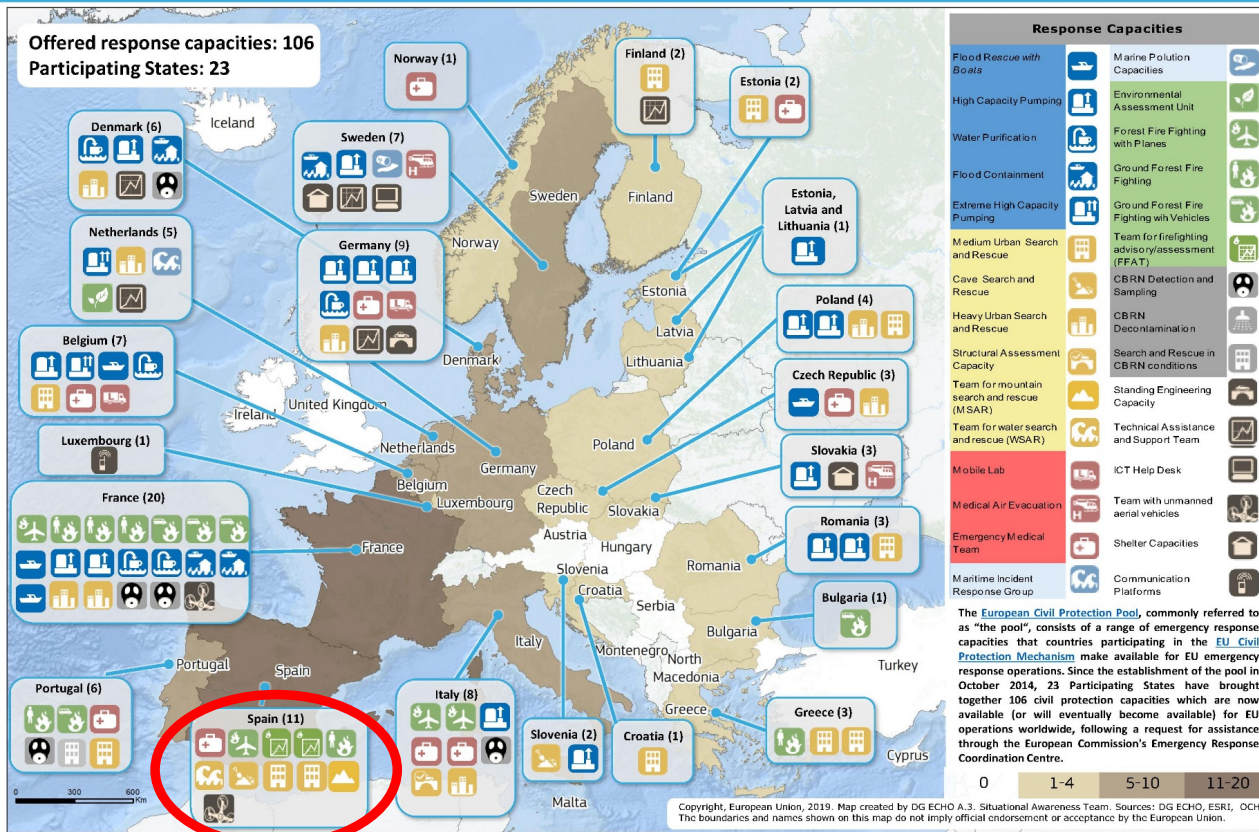 Offered response capacities: 106
Participating States: 23
Norway (1)
Finland (2)
Estonia (2)
Denmark (6)
Iceland
Sweden (7)
Sweden
Finland
Estonia,
Latvia and
Lithuania (1)
Netherlands (5)
Germany (9)
Norway
Estonia
Latvia
Lithuania
Poland (4)
Belgium (7)
Denmark
Czech Republic (3)
Ireland
United Kingdom
Netherlands
Poland
Luxembourg (1)
Germany
Slovakia (3)
Belgium
Luxembourg
Czech
Republic
Slovakia
France (20)
Austria
Hungary
Romania (3)
France
Slovenia
Croatia
Romania
Serbia
Bulgaria (1)
Italy
Montenegro
Bulgaria
North
Macedonia
Turkey
Portugal
Spain
Greece
Portugal (6)
Spain (11)
Italy (8)
Slovenia (2)
Croatia (1)
Greece (3)
Cyprus
Malta
0 300 600
Km
Response Capacities
Flood Rescue with
Boats
High Capacity Pumping
Water Purification
Flood Containment
Extreme High Capacity
Pumping
Medium Urban Search
and Rescue
Cave Search and
Rescue
Heavy Urban Search
and Rescue
Structural Assessment
Capacity
Team for mountain
search and rescue
(MSAR)
Team for water search
and rescue (WSAR)
Mobile Lab
Medical Air Evacuation
Emergency Medical
Team
Maritime Incident
Response Group
Marine Polution
Capacities
Environmental
Assessment Unit
Forest Fire Fighting
with Planes
Ground Forest Fire
Fighting
Ground Forest Fire
Fighting wih Vehicles
Team for firefighting
advisory/assessment
(FFAT)
CBRN Detection and
Sampling
CBRN
Decontamination
Search and Rescue in
CBRN conditions
Standing Engineering
Capacity
Technical Assistance
and Support Team
ICT Help Desk
Team with unmanned
aerial vehicles
Shelter Capacities
Communication
Platforms
The European Civil Protection Pool, commonly referred to
as “the pool“, consists of a range of emergency response
capacities that countries participating in the EU Civil
Protection Mechanism make available for EU emergency
response operations. Since the establishment of the pool in
October 2014, 23 Participating States have brought
together 106 civil protection capacities which are now
available (or will eventually become available) for EU
operations worldwide, following a request for assistance
through the European Commission's Emergency Response
Coordination Centre.
0 1-4 5-10 11-20
Copyright, European Union, 2019. Map created by DG ECHO A.3. Situational Awareness Team. Sources: DG ECHO, ESRI, OCH
The boundaries and names shown on this map do not imply official endorsement or acceptance by the European Union.